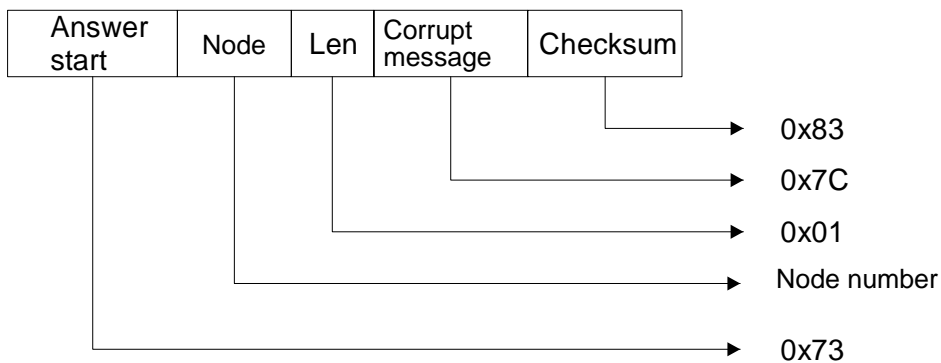 Answer
start
Node
Len
Corrupt
message
Checksum
0x83
0x7C
0x01
Node number
0x73